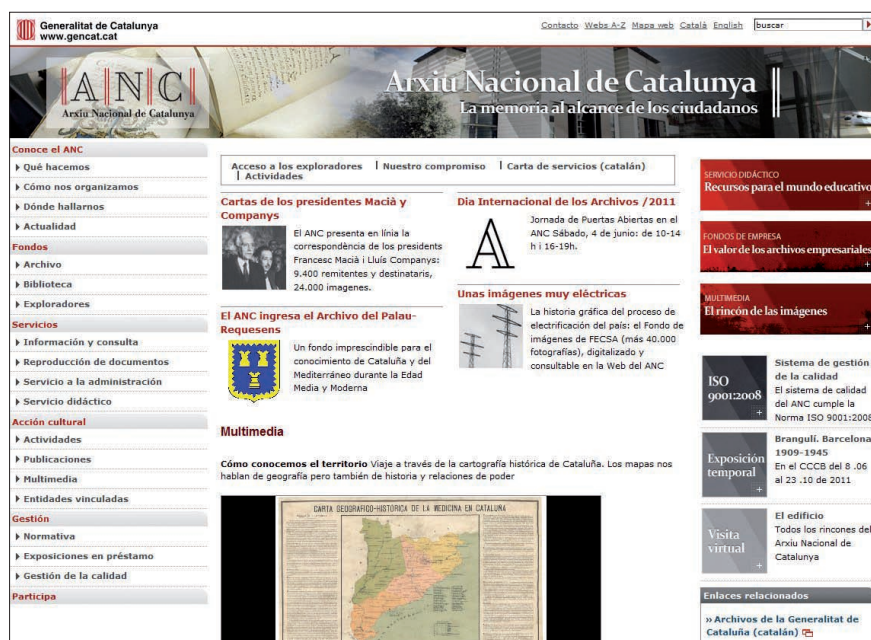 Generalitat de Catalunya
www.gencat.cat
Contacto Webs A-Z Mapa web Català English
buscar
A|N|C
Arxiu Nacional de Catalunya
Arxiu Nacional de Catalunya
La memoria al alcance de los ciudadanos
Conoce el ANC
Qué hacemos
Cómo nos organizamos
Dónde hallarnos
Actualidad
Fondos
Archivo
Biblioteca
Exploradores
Servicios
Información y consulta
Reproducción de documentos
Servicio a la administración
Servicio didáctico
Acción cultural
Actividades
Publicaciones
Multimedia
Entidades vinculadas
Gestión
Normativa
Exposiciones en préstamo
Gestión de la calidad
Participa
Acceso a los exploradores | Nuestro compromiso | Carta de servicios (catalán)
| Actividades
Cartas de los presidentes Macià y
Companys
El ANC presenta en línia la
correspondència de los presidents
Francesc Macià i Lluís Companys:
9.400 remitentes y destinataris,
24.000 imagenes.
El ANC ingresa el Archivo del Palau-
Requesens
Un fondo imprescindible para el
conocimiento de Cataluña y del
Mediterráneo durante la Edad
Media y Moderna
Dia Internacional de los Archivos /2011
A
Jornada de Puertas Abiertas en el
ANC Sábado, 4 de junio: de 10-14
h i 16-19h.
Unas imágenes muy eléctricas
La historia gráfica del proceso de
electrificación del país: el Fondo de
imágenes de FECSA (más 40.000
fotografías), digitalizado y
consultable en la Web del ANC
Multimedia
Cómo conocemos el territorio Viaje a través de la cartografía histórica de Cataluña. Los mapas nos
hablan de geografía pero también de historia y relaciones de poder
CARTA GEOGRAFICO-HISTORICA DE LA MEDICINA EN CATALUÑA
SERVICIO DIDÁCTICO
Recursos para el mundo educativo
+
FONDOS DE EMPRESA
El valor de los archivos empresariales
+
MULTIMEDIA
El rincón de las imágenes
+
ISO
9001:2008
+
Sistema de gestión
de la calidad
El sistema de calidad
del ANC cumple la
Norma ISO 9001:2008
Exposición
temporal
+
Brangulí. Barcelona
1909-1945
En el CCCB del 8 .06
al 23 .10 de 2011
Visita
virtual
+
El edificio
Todos los rincones del
Arxiu Nacional de
Catalunya
Enlaces relacionados
» Archivos de la Generalitat de
Cataluña (catalán)